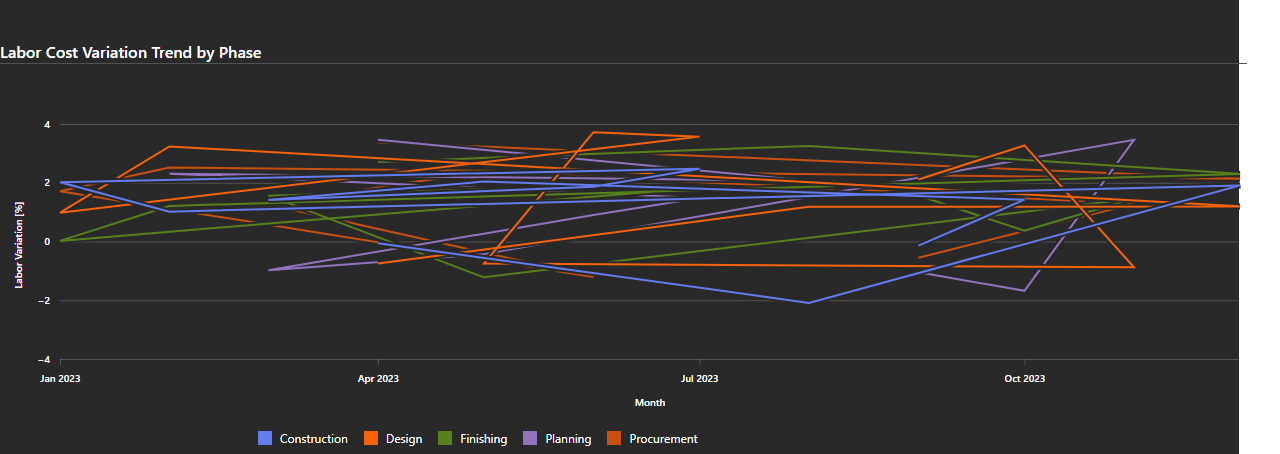 Labor Cost Variation Trend by Phase
Labor Variation [%]
4
2
0
−2
−4
Jan 2023
Apr 2023
Jul 2023
Oct 2023
Month
Construction
Design
Finishing
Planning
Procurement